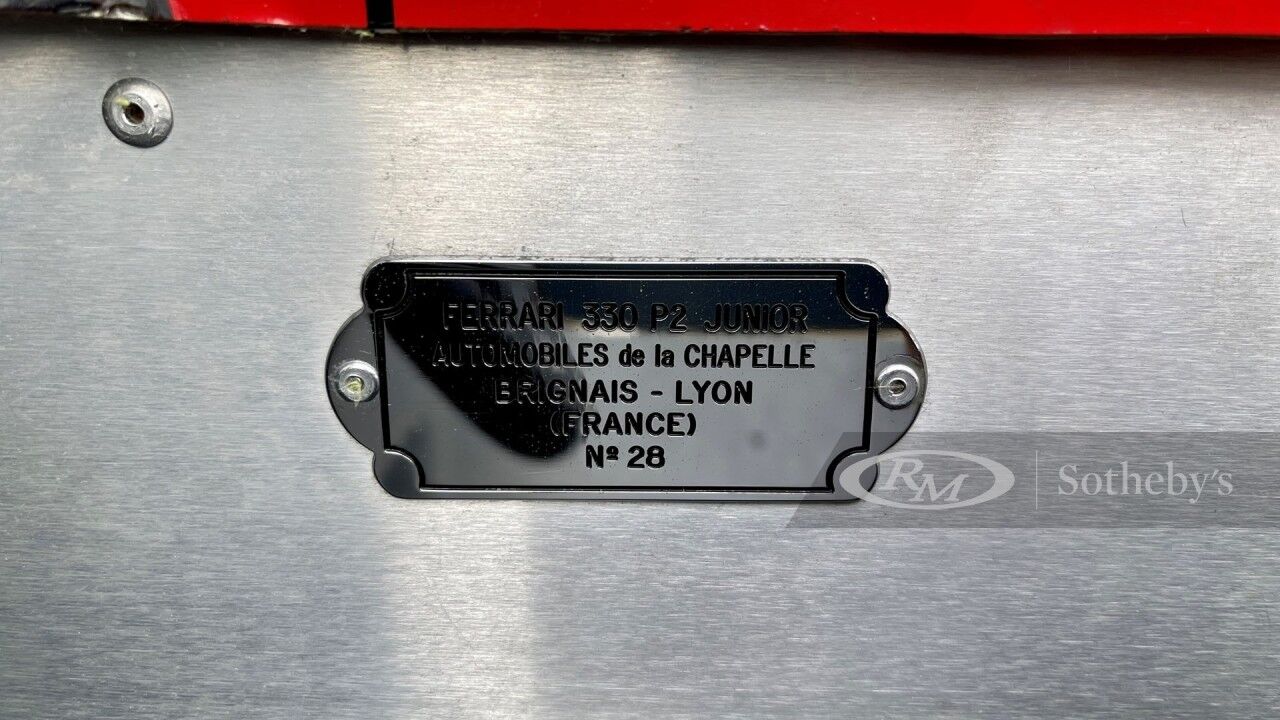 FERRARI 330 P2 JUNIOR
AUTOMOBILES de la CHAPELLE
BRIGNAIS - LYON
(FRANCE)
Nº 28
RM | Sotheby's